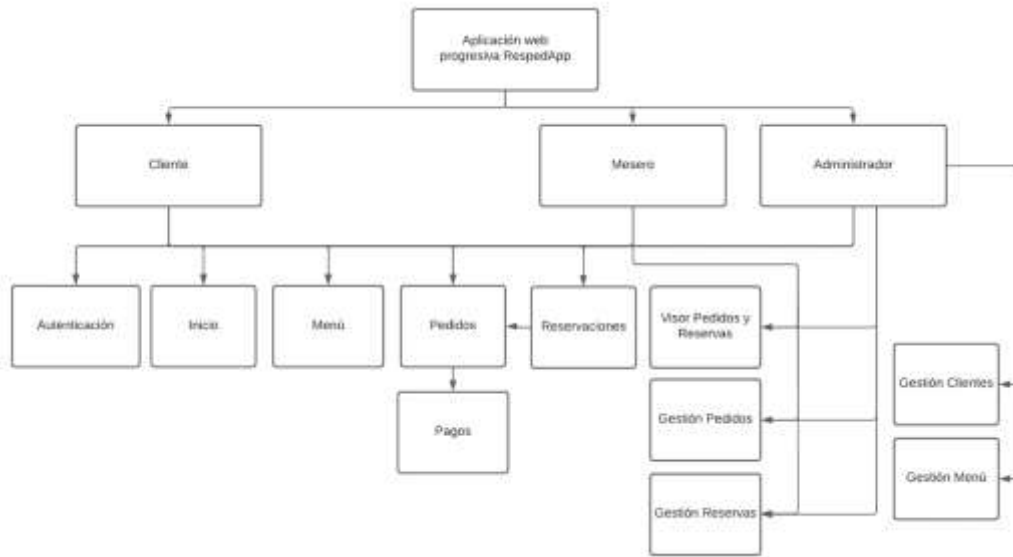 Aplicación web
progresiva RespedApp
Cliente
Mesero
Administrador
Autenticación
Inicio
Menú
Pedidos
Reservaciones
Visor Pedidos y
Reservas
Gestión Clientes
Gestión Pedidos
Pagos
Gestión Menú
Gestión Reservas